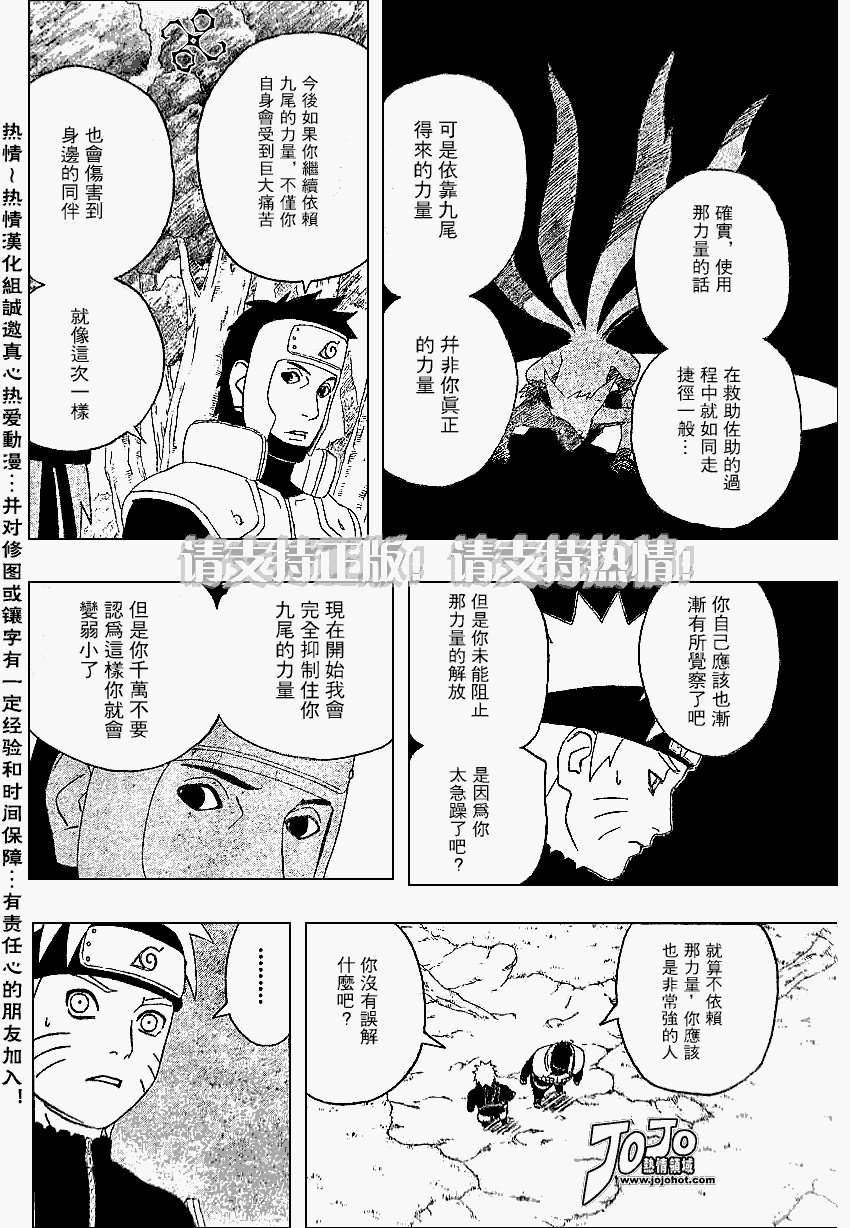 確實，使用
那力量的話
在救助佐助的過
程中就如同走
捷徑一般…
可是依靠九尾
得來的力量
幷非你眞正
的力量
今後如果你繼續依賴
九尾的力量，不僅你
自身會受到巨大痛苦
也會傷害到
身邊的同伴
就像這次一樣
请支持正版！ 请支持热情！
你自己應該也漸
漸有所覺察了吧
但是你未能阻止
那力量的解放
是因爲你
太急躁了吧？
現在開始我會
完全抑制住你
九尾的力量
但是你千萬不要
認爲這樣你就會
變弱小了
就算不依賴
那力量，你應該
也是非常強的人
你沒有誤解
什麼吧？
………
JOJO
熱情領域
www.jojohot.com
热情～热情漢化組誠邀真心热爱動漫…并对修图或镶字有一定经验和时间保障…有责任心的朋友加入！